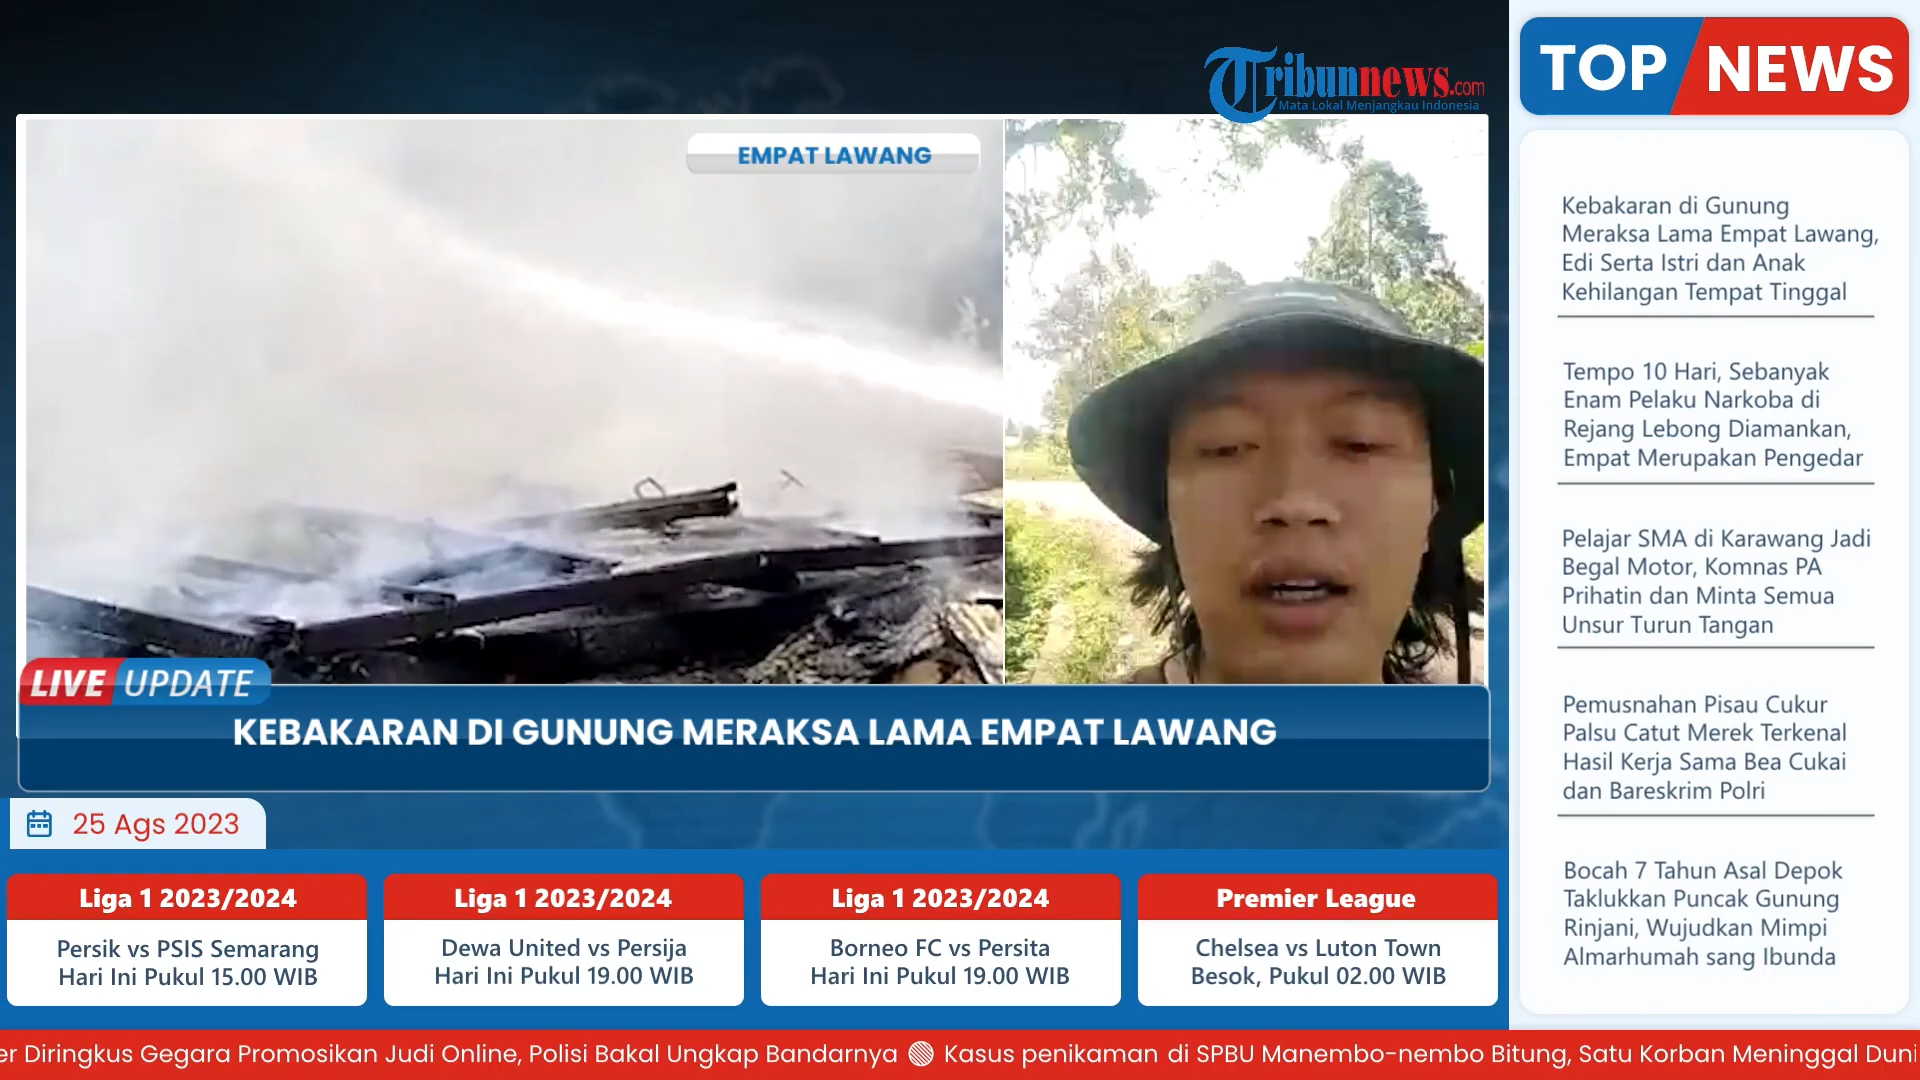 Tribunnews.com
Mata Lokal Menjangkau Indonesia
TOP NEWS
EMPAT LAWANG
LIVE UPDATE
KEBAKARAN DI GUNUNG MERAKSA LAMA EMPAT LAWANG
25 Ags 2023
Liga 1 2023/2024
Persik vs PSIS Semarang
Hari Ini Pukul 15.00 WIB
Liga 1 2023/2024
Dewa United vs Persija
Hari Ini Pukul 19.00 WIB
Liga 1 2023/2024
Borneo FC vs Persita
Hari Ini Pukul 19.00 WIB
Premier League
Chelsea vs Luton Town
Besok, Pukul 02.00 WIB
Kebakaran di Gunung
Meraksa Lama Empat Lawang,
Edi Serta Istri dan Anak
Kehilangan Tempat Tinggal
Tempo 10 Hari, Sebanyak
Enam Pelaku Narkoba di
Rejang Lebong Diamankan,
Empat Merupakan Pengedar
Pelajar SMA di Karawang Jadi
Begal Motor, Komnas PA
Prihatin dan Minta Semua
Unsur Turun Tangan
Pemusnahan Pisau Cukur
Palsu Catut Merek Terkenal
Hasil Kerja Sama Bea Cukai
dan Bareskrim Polri
Bocah 7 Tahun Asal Depok
Taklukkan Puncak Gunung
Rinjani, Wujudkan Mimpi
Almarhumah sang Ibunda
er Diringkus Gegara Promosikan Judi Online, Polisi Bakal Ungkap Bandarnya Kasus penikaman di SPBU Manembo-nembo Bitung, Satu Korban Meninggal Duni